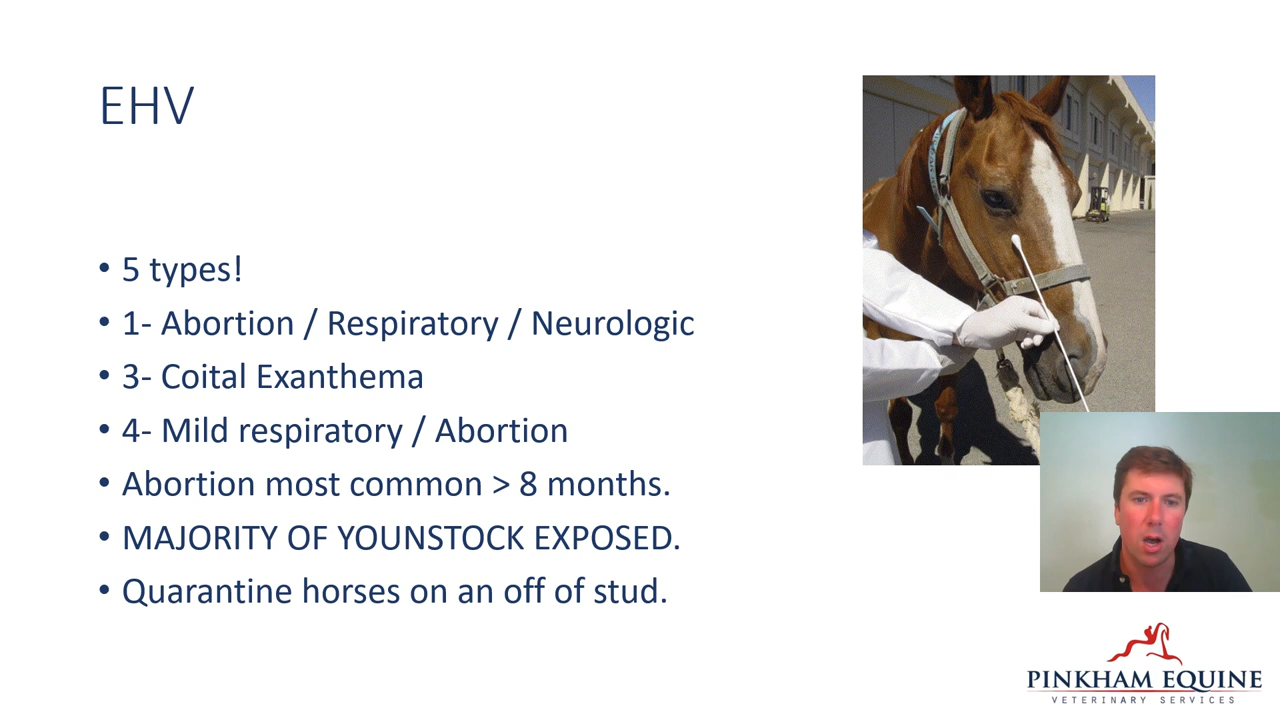 EHV
• 5 types!
• 1- Abortion / Respiratory / Neurologic
• 3- Coital Exanthema
• 4- Mild respiratory / Abortion
• Abortion most common > 8 months.
• MAJORITY OF YOUNSTOCK EXPOSED.
• Quarantine horses on an off of stud.
PINKHAM EQUINE
VETERINARY SERVICES